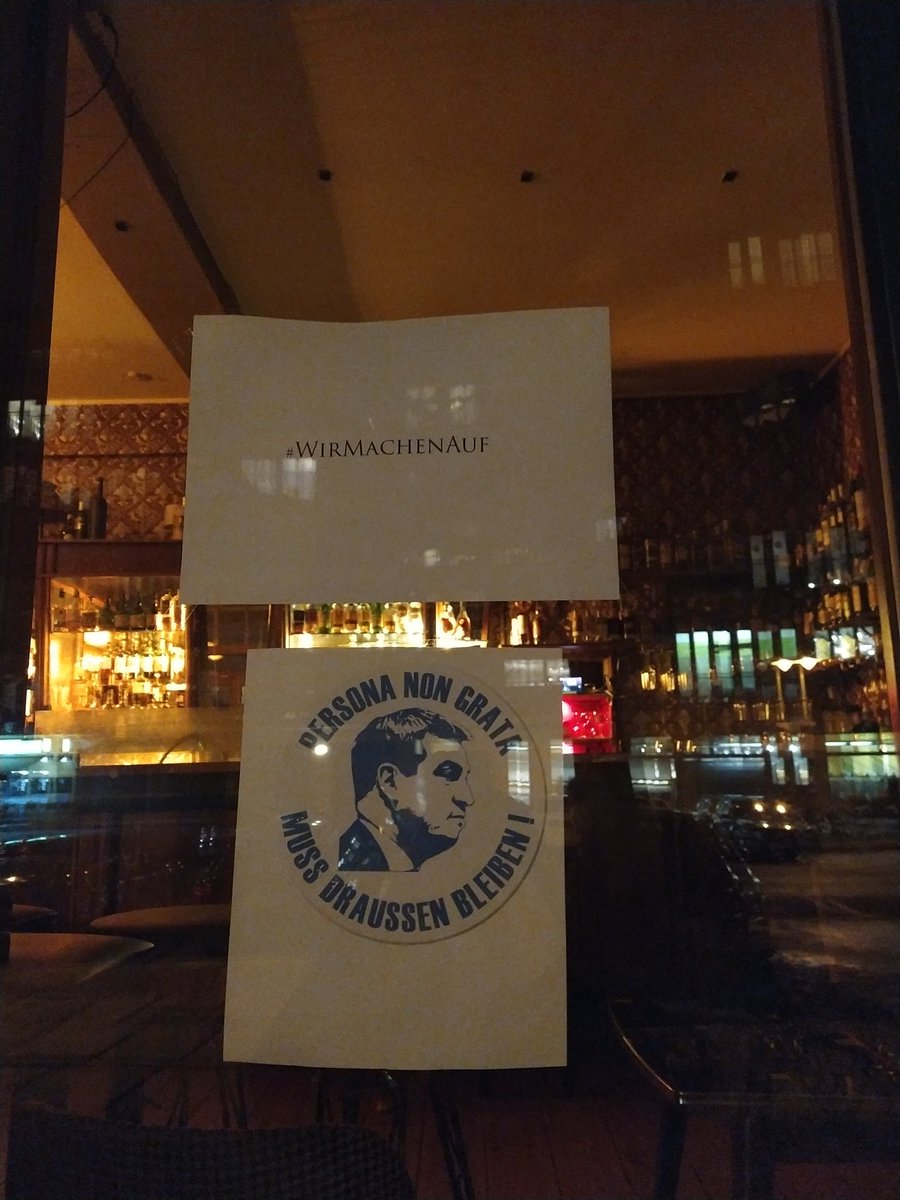 #WirMachenAuf
PERSONA NON GRATA
MUSS DRAUSSEN BLEIBEN !